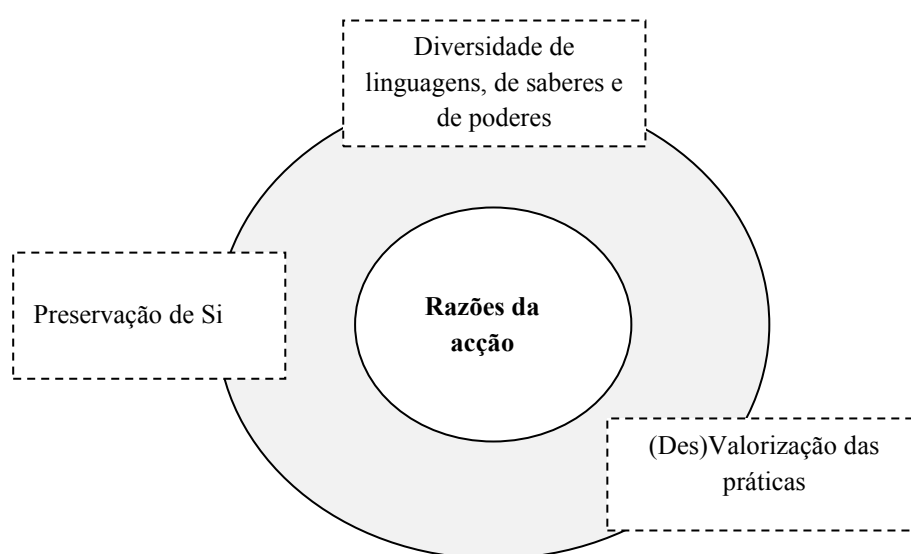 Diversidade de
linguagens, de saberes e
de poderes
Preservação de Si
Razões da
acção
(Des)Valorização das
práticas